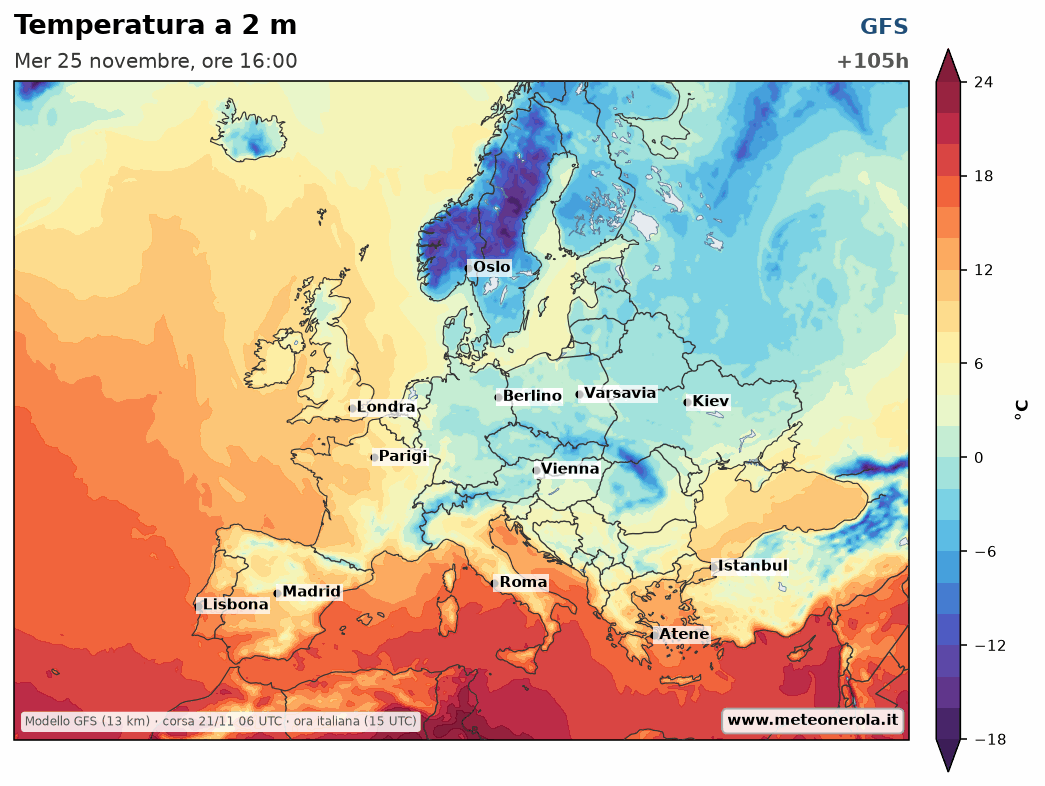 Temperatura a 2 m
GFS
Mer 25 novembre, ore 16:00
+105h
24
18
12
6
0
−6
−12
−18
°C
Oslo
Londra
Berlino
Varsavia
Kiev
Parigi
Vienna
Istanbul
Roma
Madrid
Lisbona
Atene
Modello GFS (13 km) · corsa 21/11 06 UTC · ora italiana (15 UTC)
www.meteonerola.it